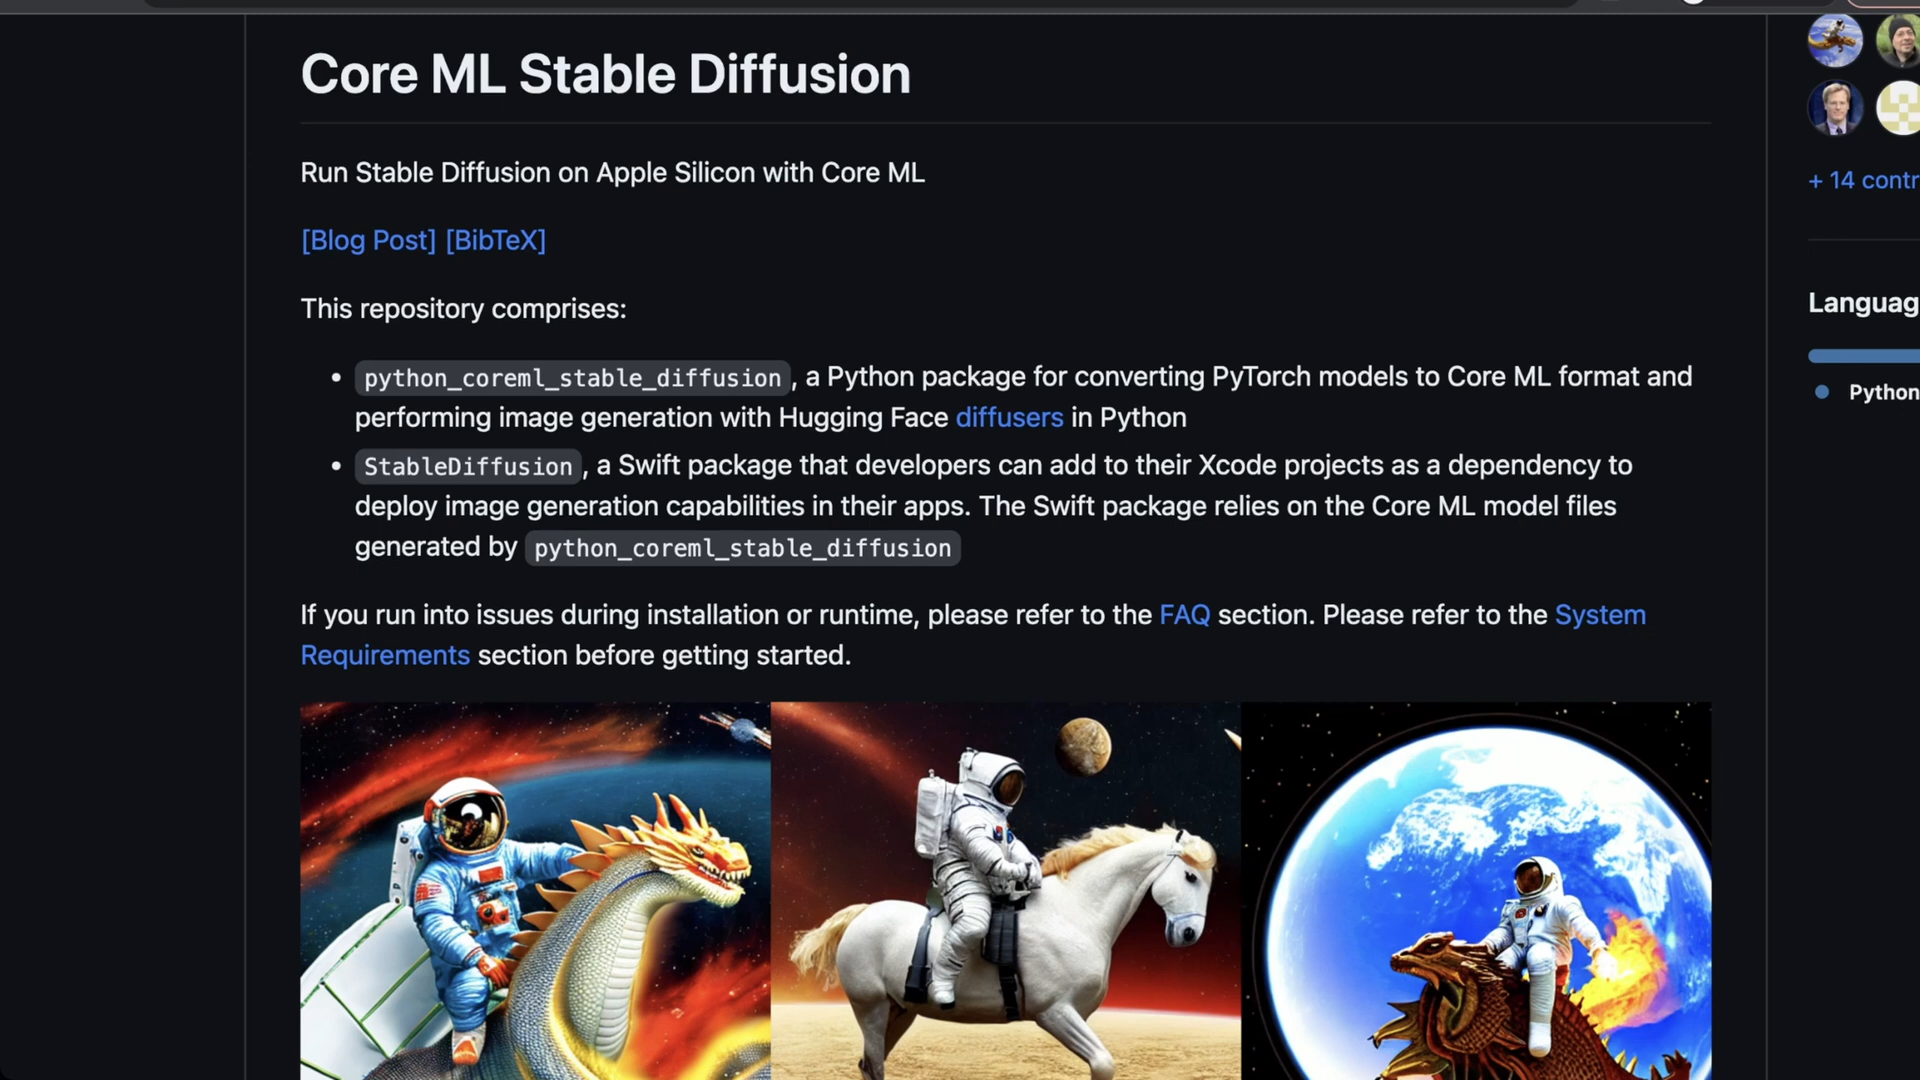 Core ML Stable Diffusion
Run Stable Diffusion on Apple Silicon with Core ML
[Blog Post] [BibTeX]
This repository comprises:
• python_coreml_stable_diffusion, a Python package for converting PyTorch models to Core ML format and
performing image generation with Hugging Face diffusers in Python
• StableDiffusion, a Swift package that developers can add to their Xcode projects as a dependency to
deploy image generation capabilities in their apps. The Swift package relies on the Core ML model files
generated by python_coreml_stable_diffusion
If you run into issues during installation or runtime, please refer to the FAQ section. Please refer to the System
Requirements section before getting started.
+ 14 contr
Languag
Python